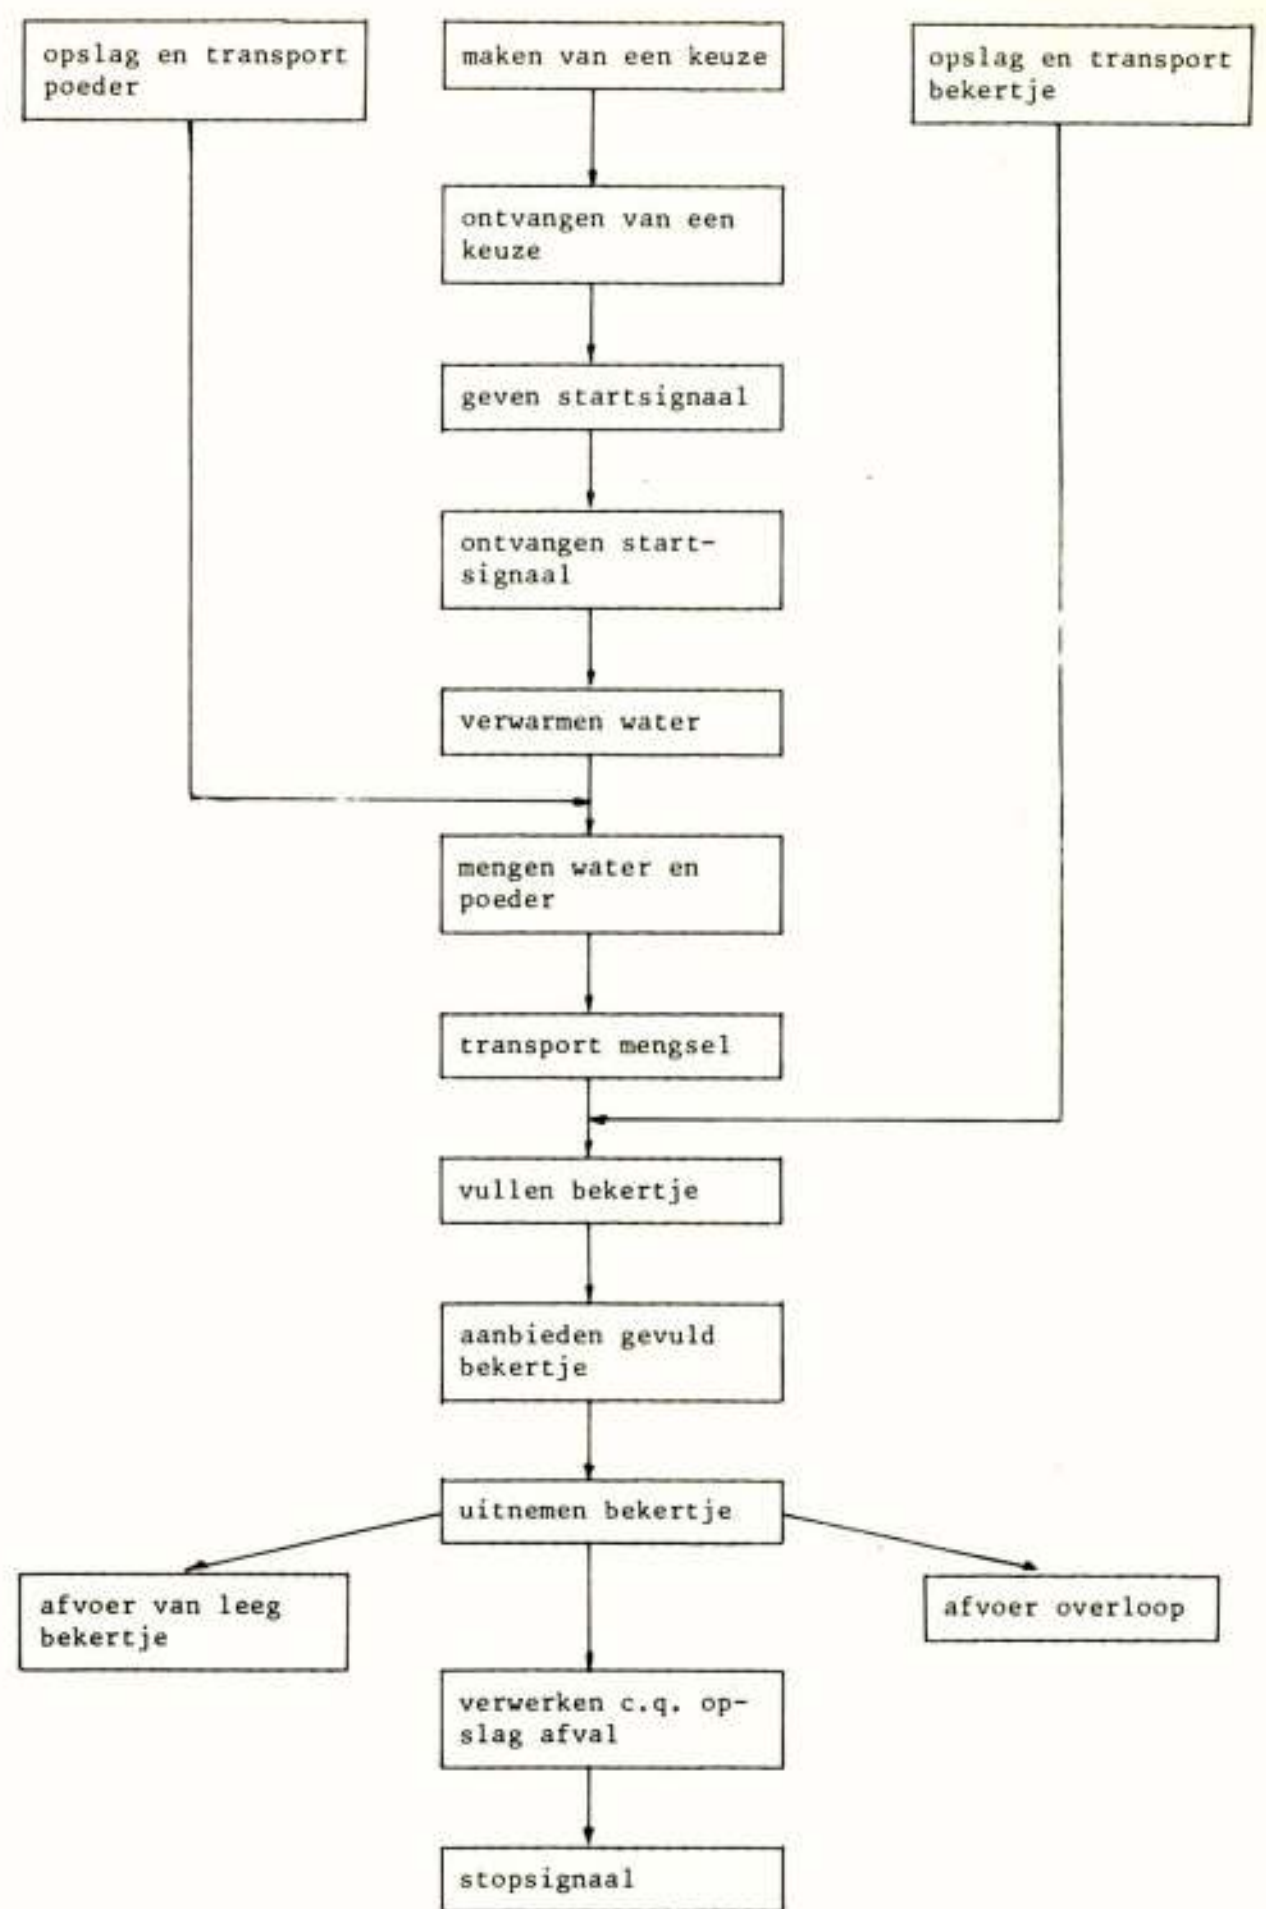 opslag en transport
poeder
maken van een keuze
opslag en transport
bekertje
ontvangen van een
keuze
geven startsignaal
ontvangen start-
signaal
verwarmen water
mengen water en
poeder
transport mengsel
vullen bekertje
aanbieden gevuld
bekertje
uitnemen bekertje
afvoer van leeg
bekertje
afvoer overloop
verwerken c.q. op-
slag afval
stopsignaal